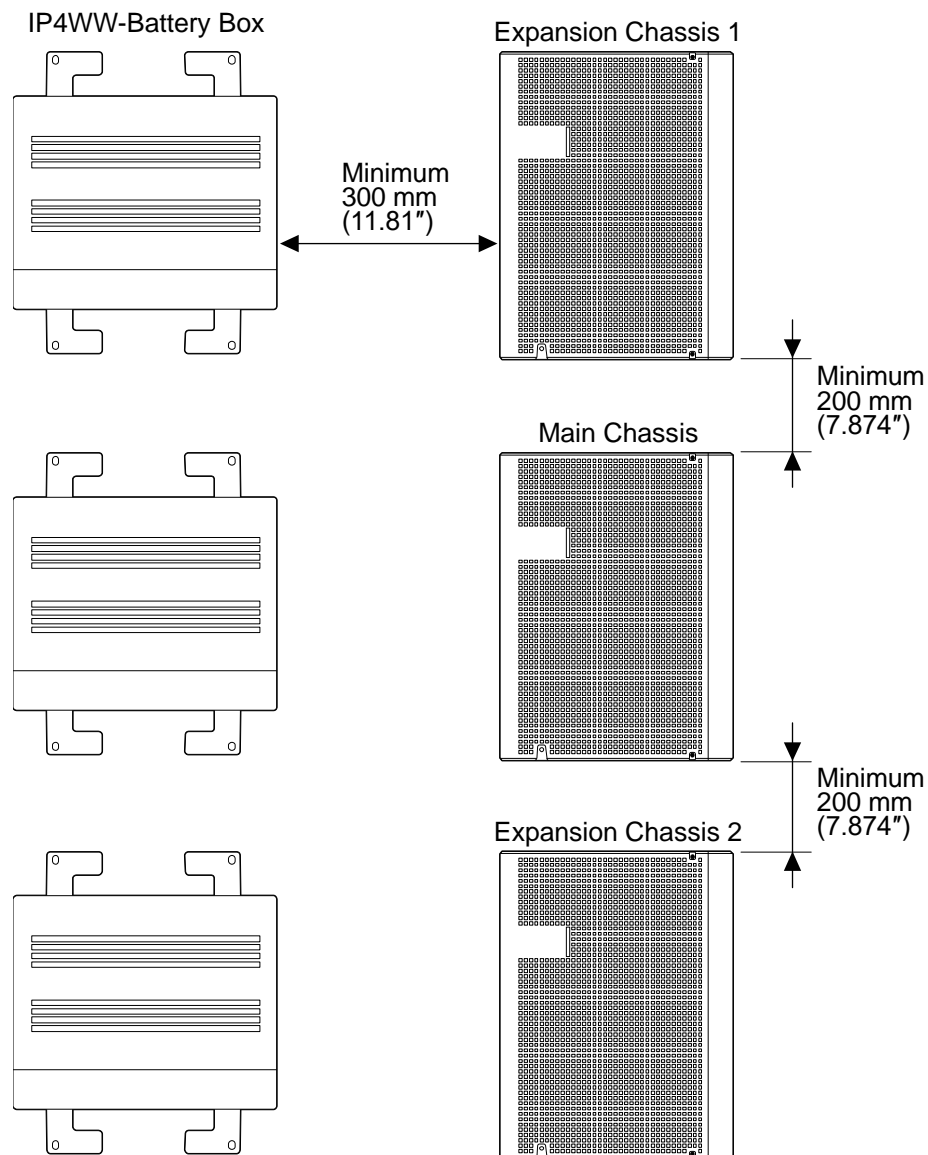 IP4WW-Battery Box
Expansion Chassis 1
Minimum
300 mm
(11.81″)
Minimum
200 mm
(7.874″)
Main Chassis
Minimum
200 mm
(7.874″)
Expansion Chassis 2